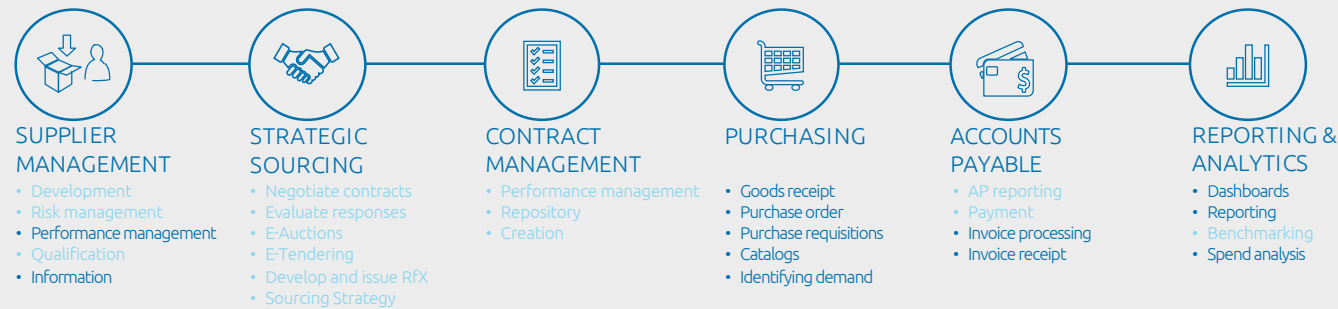 SUPPLIER
MANAGEMENT
• Development
• Risk management
• Performance management
• Qualification
• Information
STRATEGIC
SOURCING
• Negotiate contracts
• Evaluate responses
• E-Auctions
• E-Tendering
• Develop and issue RfX
• Sourcing Strategy
CONTRACT
MANAGEMENT
• Performance management
• Repository
• Creation
PURCHASING
• Goods receipt
• Purchase order
• Purchase requisitions
• Catalogs
• Identifying demand
$
ACCOUNTS
PAYABLE
• AP reporting
• Payment
• Invoice processing
• Invoice receipt
REPORTING &
ANALYTICS
• Dashboards
• Reporting
• Benchmarking
• Spend analysis